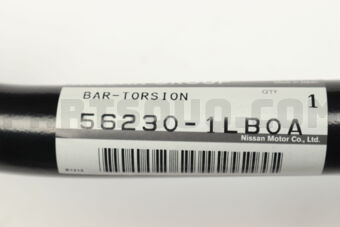 BAR-TORSION
QTY
1
56230-1LB0A
Nissan Motor Co., Ltd.